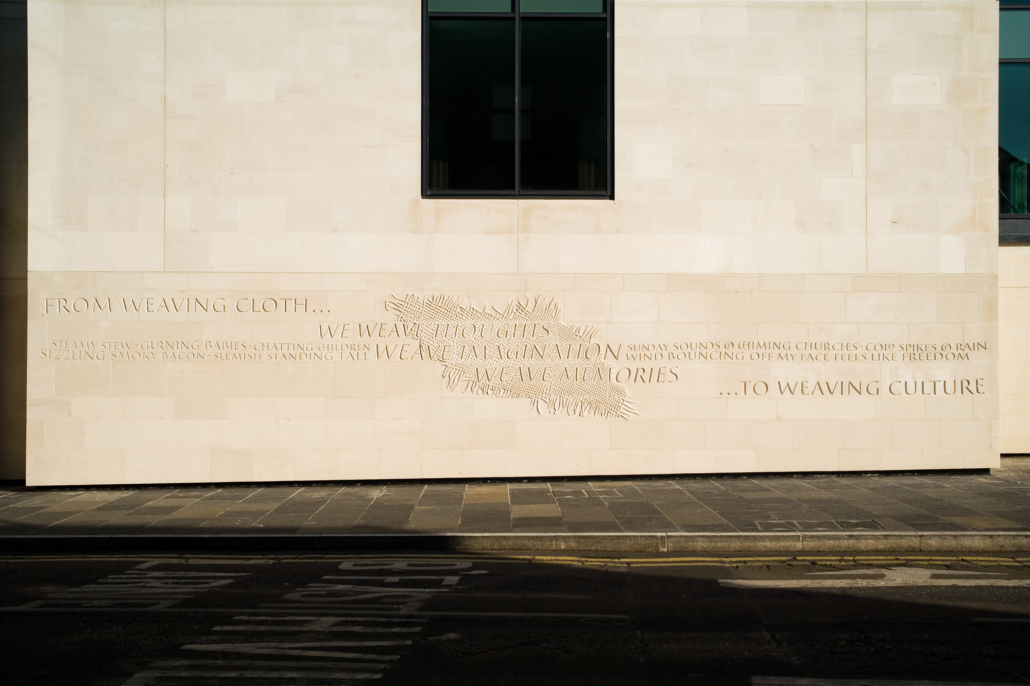 FROM WEAVING CLOTH...
WE WEAVE THOUGHTS
STEAMY STEW · GURNING BABIES · CHATTING CHILDREN
SIZZLING SMOKY BACON · SLEMISH STANDING TALL
WEAVE IMAGINATION
SUNDAY SOUNDS OF CHIMING CHURCHES · COLD SPIKES OF RAIN
WIND BOUNCING OFF MY FACE FEELS LIKE FREEDOM
WEAVE MEMORIES
...TO WEAVING CULTURE